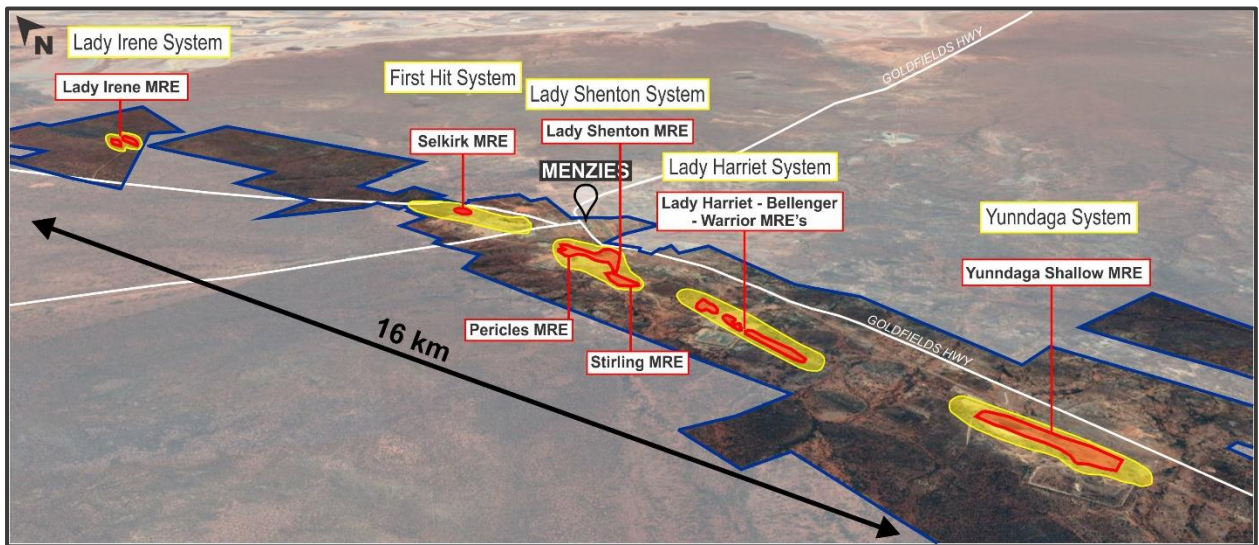 N
Lady Irene System
Lady Irene MRE
First Hit System
Selkirk MRE
Lady Shenton System
Lady Shenton MRE
MENZIES
GOLDFIELDS HWY
Lady Harriet System
Lady Harriet - Bellenger
- Warrior MRE's
Yunndaga System
Yunndaga Shallow MRE
Pericles MRE
Stirling MRE
GOLDFIELDS HWY
16 km